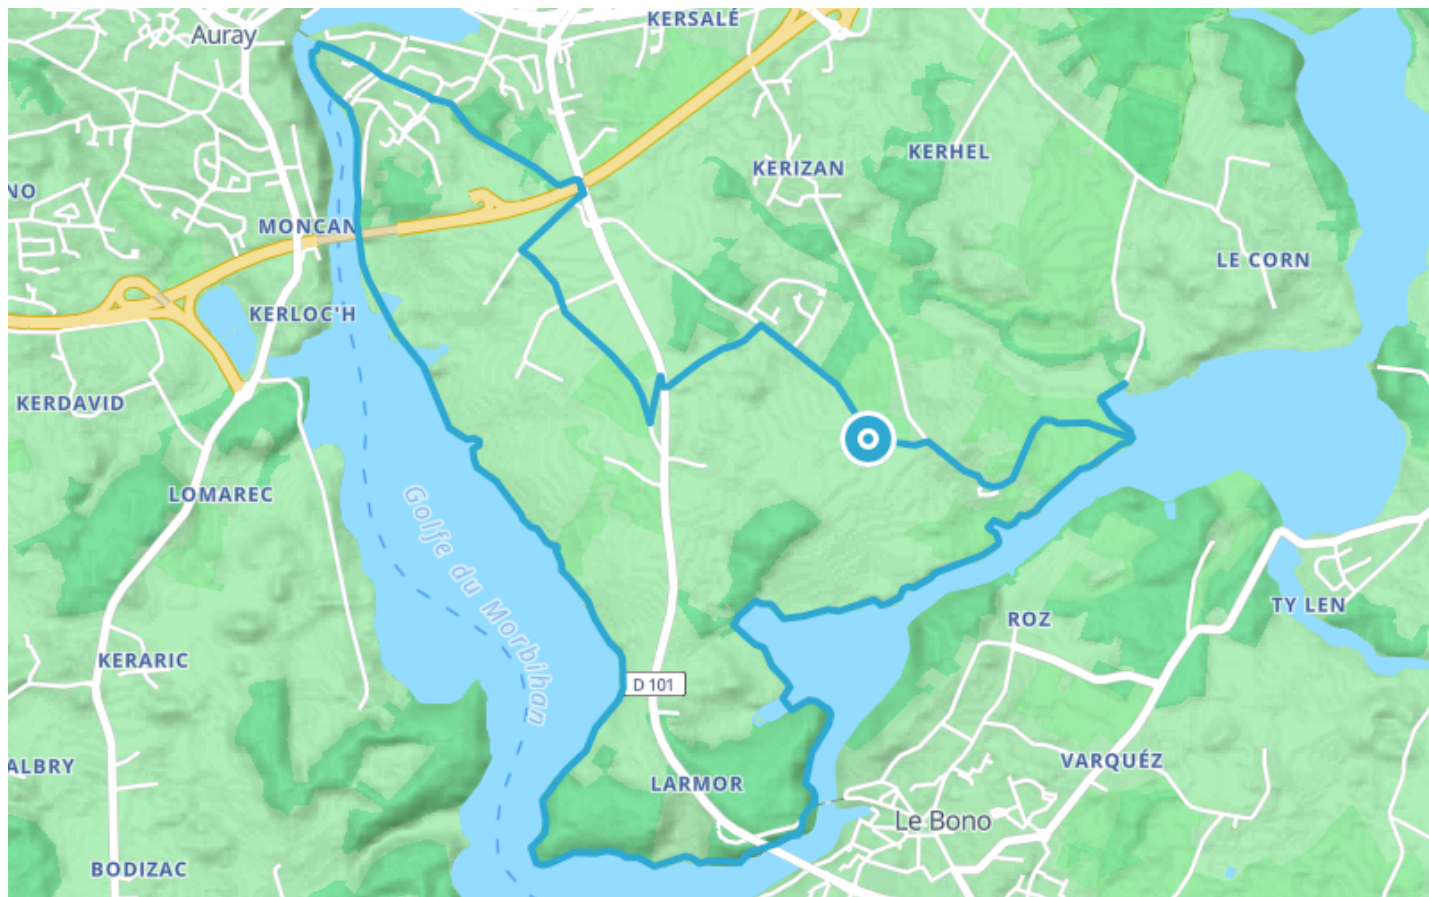 KERSALÉ
Auray
KERHEL
KERIZAN
NO
MONCAN
LE CORN
KERLOC'H
KERDAVID
LOMAREC
Golfe du Morbihan
TY LEN
ROZ
KERARIC
D 101
VARQUÉZ
ALBRY
LARMOR
Le Bono
BODIZAC